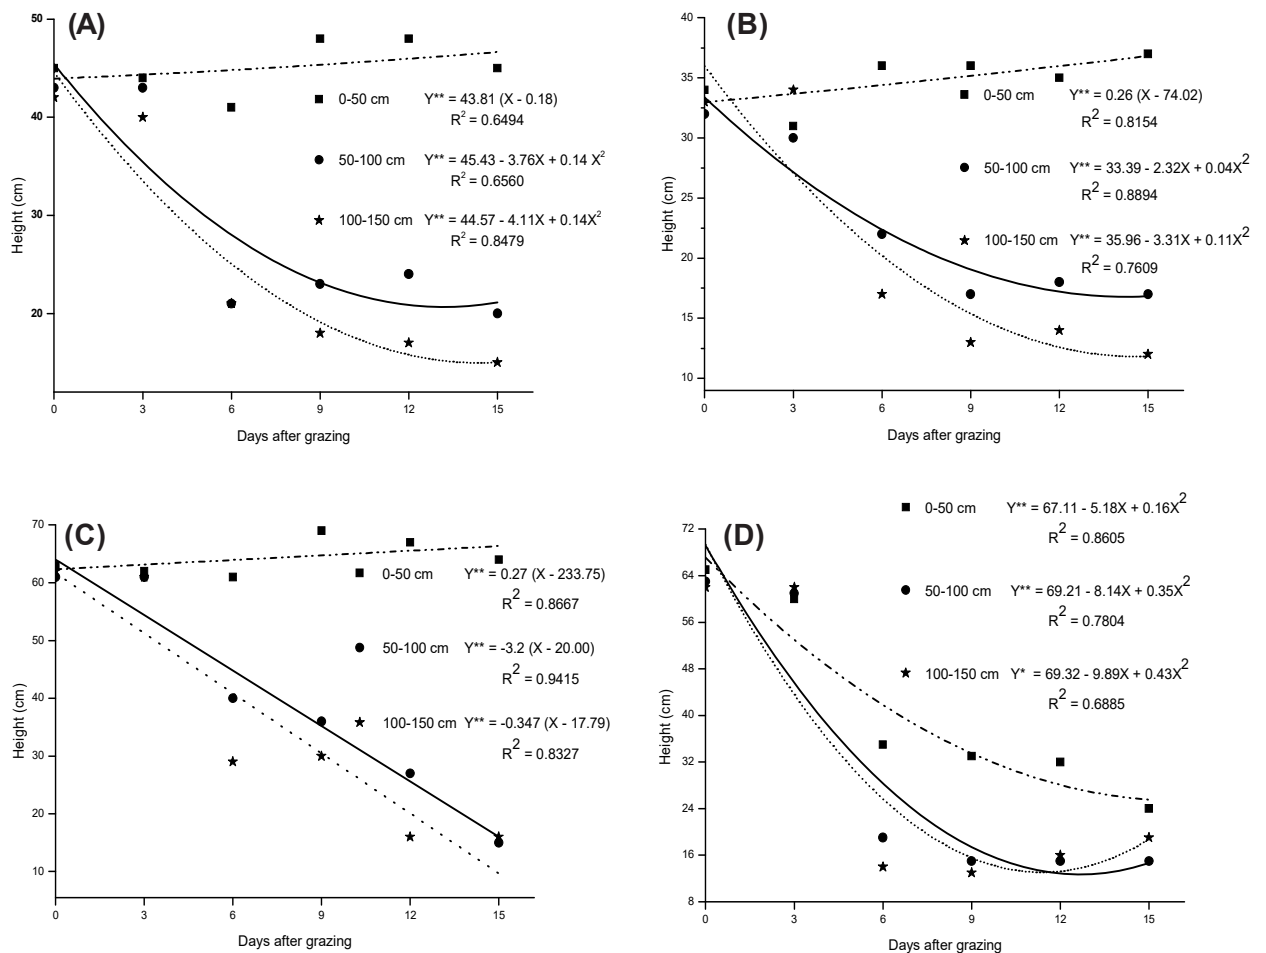 (A)
50
40
30
20
Height (cm)
0-50 cm Y** = 43.81 (X - 0.18)
R2 = 0.6494
50-100 cm Y** = 45.43 - 3.76X + 0.14 X2
R2 = 0.6560
100-150 cm Y** = 44.57 - 4.11X + 0.14X2
R2 = 0.8479
0 3 6 9 12 15
Days after grazing
(B)
40
35
30
25
20
15
10
Height (cm)
0-50 cm Y** = 0.26 (X - 74.02)
R2 = 0.8154
50-100 cm Y** = 33.39 - 2.32X + 0.04X2
R2 = 0.8894
100-150 cm Y** = 35.96 - 3.31X + 0.11X2
R2 = 0.7609
0 3 6 9 12 15
Days after grazing
(C)
70
60
50
40
30
20
10
Height (cm)
0-50 cm Y** = 0.27 (X - 233.75)
R2 = 0.8667
50-100 cm Y** = -3.2 (X - 20.00)
R2 = 0.9415
100-150 cm Y** = -0.347 (X - 17.79)
R2 = 0.8327
0 3 6 9 12 15
Days after grazing
(D)
72
64
56
48
40
32
24
16
8
Height (cm)
0-50 cm Y** = 67.11 - 5.18X + 0.16X2
R2 = 0.8605
50-100 cm Y** = 69.21 - 8.14X + 0.35X2
R2 = 0.7804
100-150 cm Y* = 69.32 - 9.89X + 0.43X2
R2 = 0.6885
0 3 6 9 12 15
Days after grazing